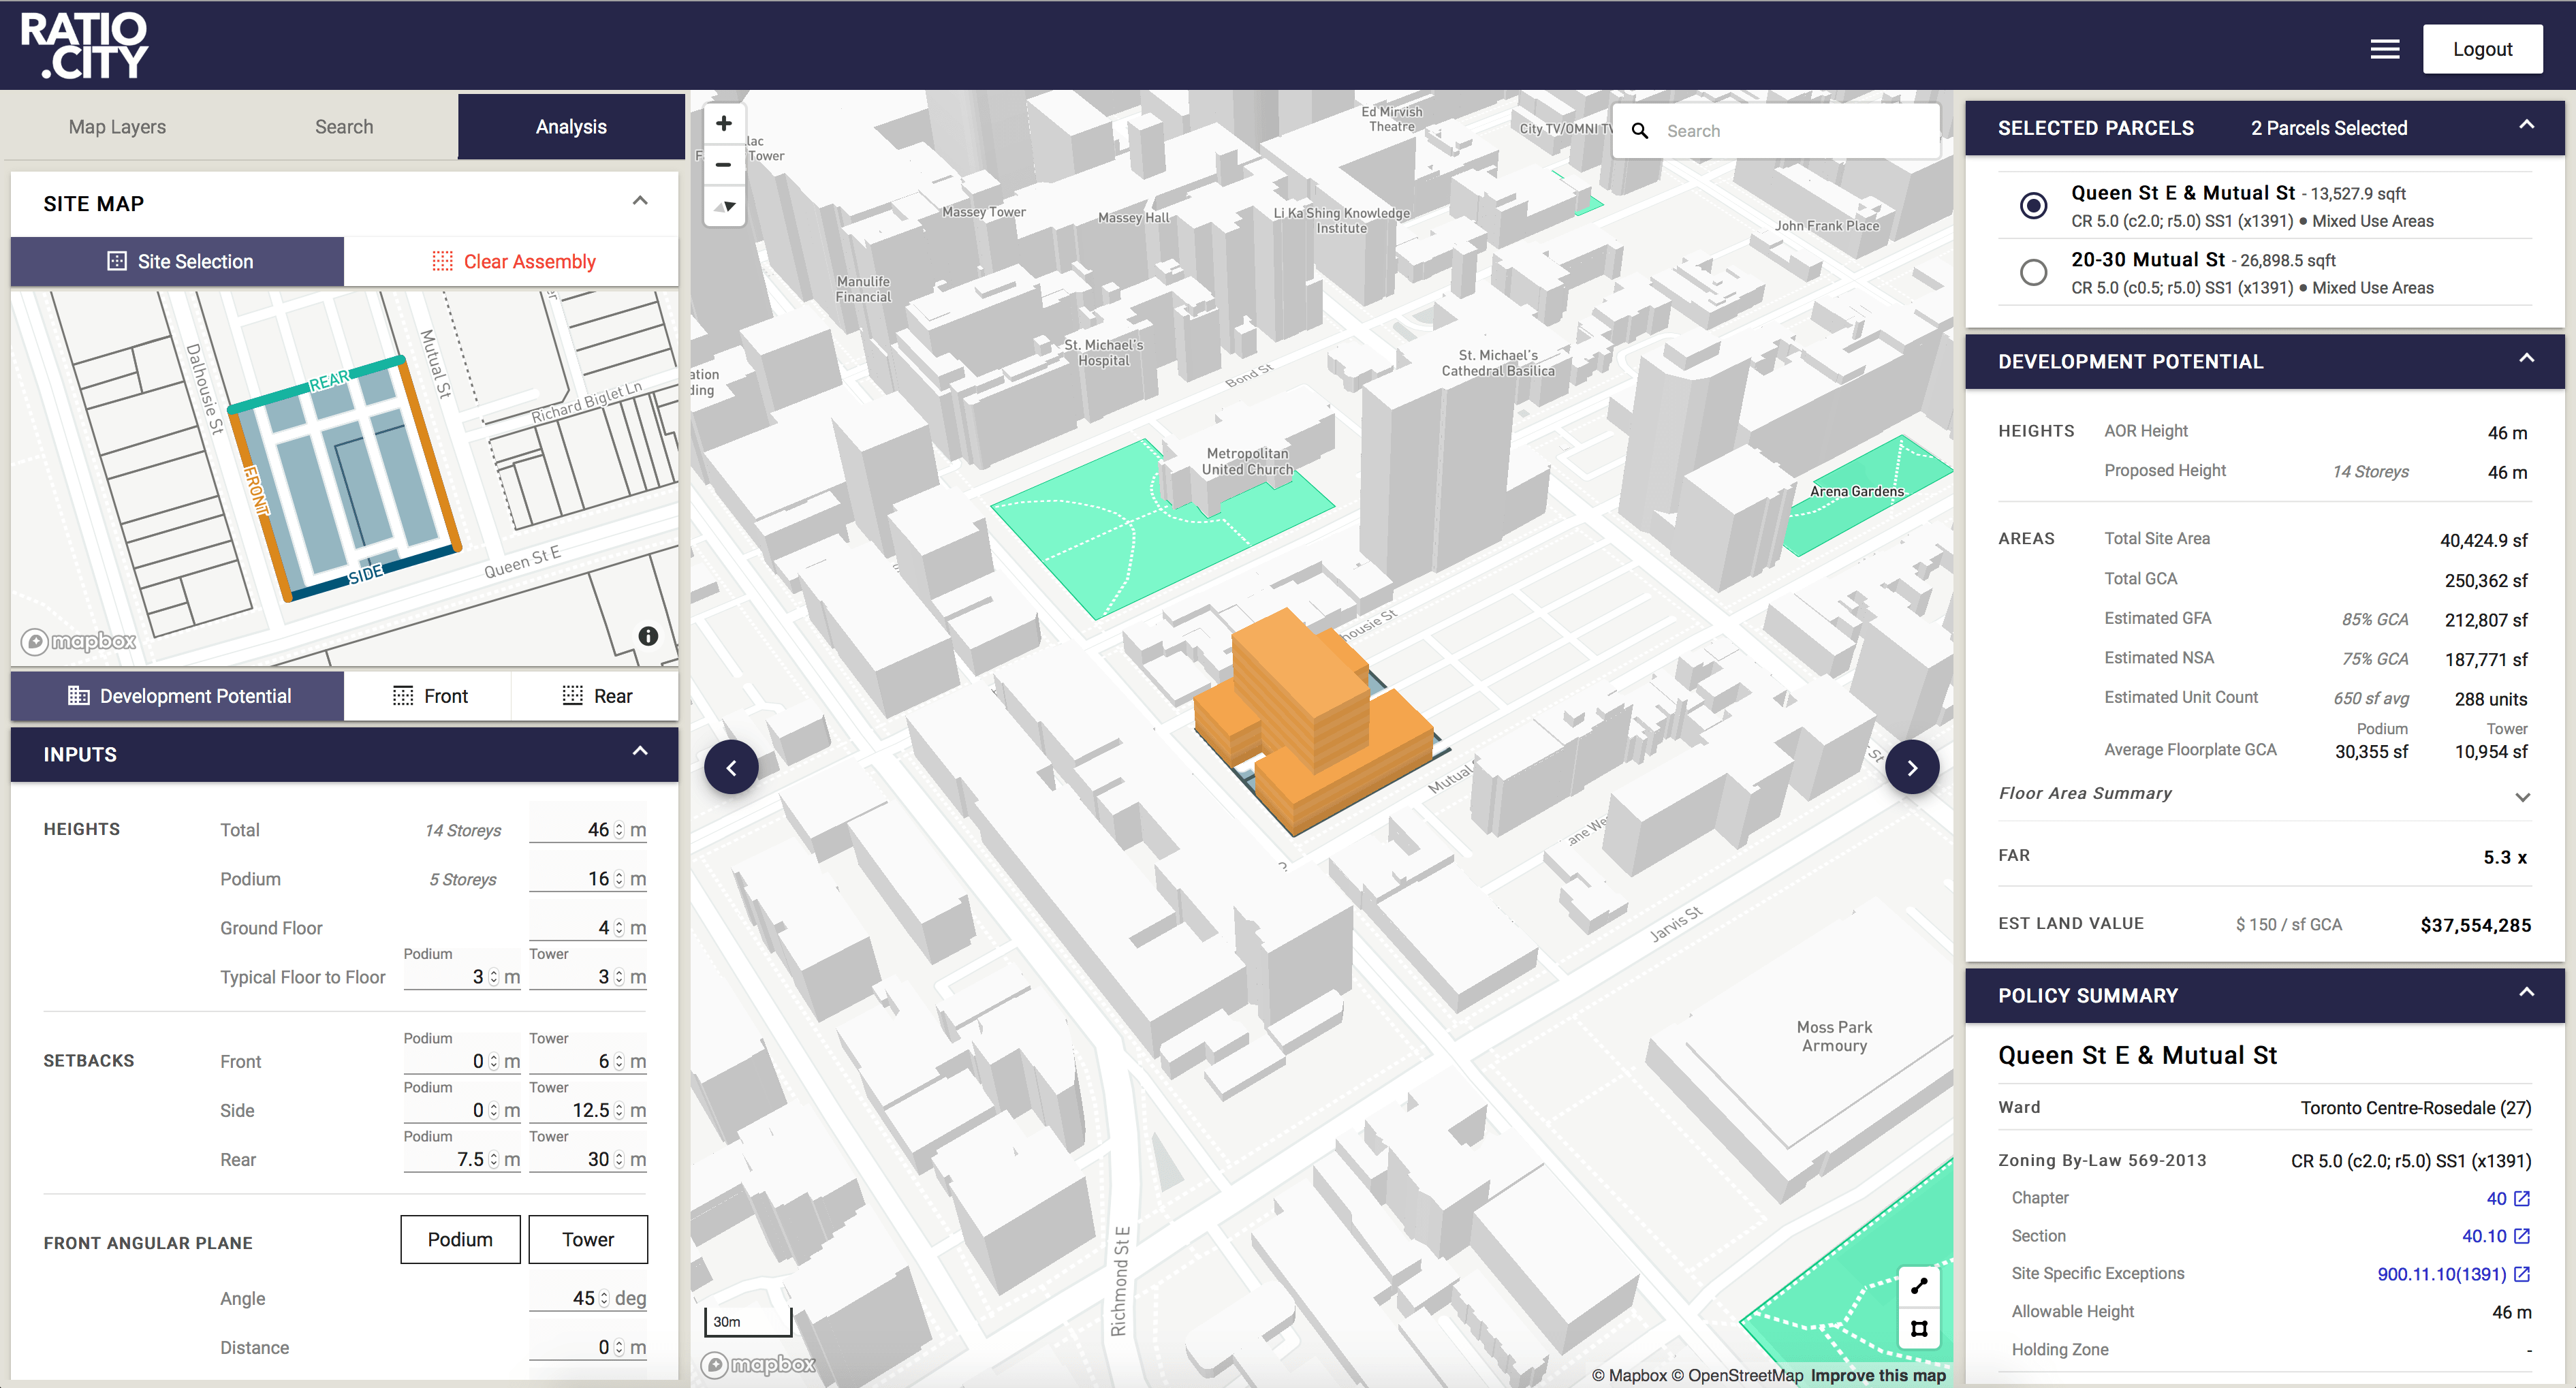 RATIO
.CITY
Logout
Map Layers
Search
Analysis
SITE MAP
Site Selection
Clear Assembly
Dalhousie St
Mutual St
Richard Biglet Ln
Queen St E
REAR
FRONT
SIDE
mapbox
Development Potential
Front
Rear
INPUTS
HEIGHTS
Total 14 Storeys 46 m
Podium 5 Storeys 16 m
Ground Floor 4 m
Podium Tower
Typical Floor to Floor 3 m 3 m
Podium Tower
SETBACKS Front 0 m 6 m
Podium Tower
Side 0 m 12.5 m
Podium Tower
Rear 7.5 m 30 m
FRONT ANGULAR PLANE Podium Tower
Angle 45 deg
Distance 0 m
Search
Ed Mirvish
Theatre
City TV/OMNI TV
lac
F Tower
Massey Tower
Massey Hall
Li Ka Shing Knowledge
Institute
John Frank Place
Manulife
Financial
St. Michael's
Hospital
St. Michael's
Cathedral Basilica
ation
ding
Bond St
Metropolitan
United Church
Arena Gardens
housie St
Mutual
St
ane We
Jarvis St
Moss Park
Armoury
Richmond St E
30m
mapbox
© Mapbox © OpenStreetMap Improve this map
SELECTED PARCELS 2 Parcels Selected
Queen St E & Mutual St - 13,527.9 sqft
CR 5.0 (c2.0; r5.0) SS1 (x1391) ● Mixed Use Areas
20-30 Mutual St - 26,898.5 sqft
CR 5.0 (c0.5; r5.0) SS1 (x1391) ● Mixed Use Areas
DEVELOPMENT POTENTIAL
HEIGHTS AOR Height 46 m
Proposed Height 14 Storeys 46 m
AREAS Total Site Area 40,424.9 sf
Total GCA 250,362 sf
Estimated GFA 85% GCA 212,807 sf
Estimated NSA 75% GCA 187,771 sf
Estimated Unit Count 650 sf avg 288 units
Podium Tower
Average Floorplate GCA 30,355 sf 10,954 sf
Floor Area Summary
FAR 5.3 x
EST LAND VALUE $ 150 / sf GCA $37,554,285
POLICY SUMMARY
Queen St E & Mutual St
Ward Toronto Centre-Rosedale (27)
Zoning By-Law 569-2013 CR 5.0 (c2.0; r5.0) SS1 (x1391)
Chapter 40
Section 40.10
Site Specific Exceptions 900.11.10(1391)
Allowable Height 46 m
Holding Zone -